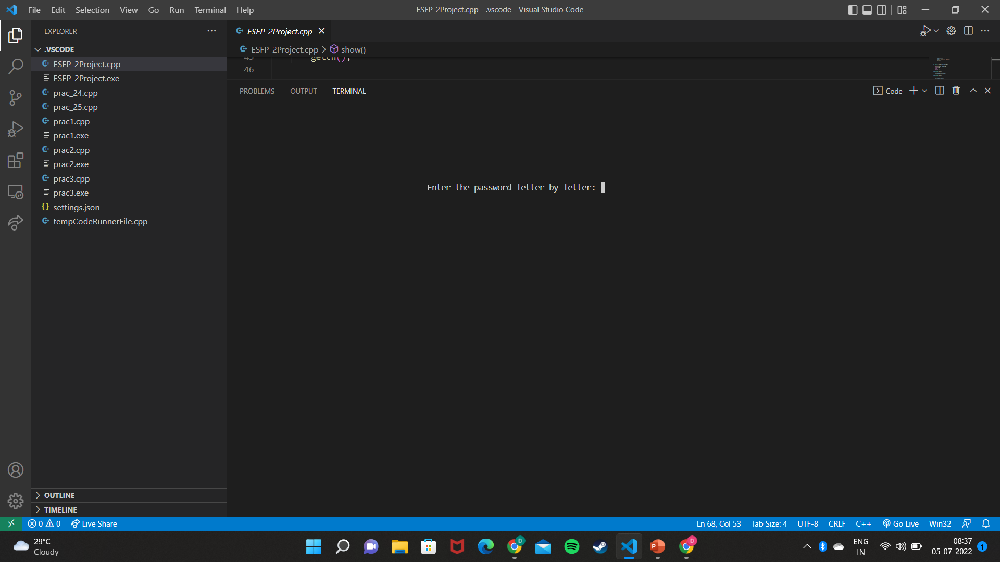 File Edit Selection View Go Run Terminal Help
ESFP-2Project.cpp - .vscode - Visual Studio Code
EXPLORER
.VSCODE
ESFP-2Project.cpp
ESFP-2Project.exe
prac_24.cpp
prac_25.cpp
prac1.cpp
prac1.exe
prac2.cpp
prac2.exe
prac3.cpp
prac3.exe
settings.json
tempCodeRunnerFile.cpp
OUTLINE
TIMELINE
ESFP-2Project.cpp
ESFP-2Project.cpp > show()
45 getch();
46
PROBLEMS OUTPUT TERMINAL
Code
Enter the password letter by letter:
0 0 Live Share
Ln 68, Col 53 Tab Size: 4 UTF-8 CRLF C++ Go Live Win32
29°C
Cloudy
D
P
D
ENG
IN
08:37
05-07-2022
1